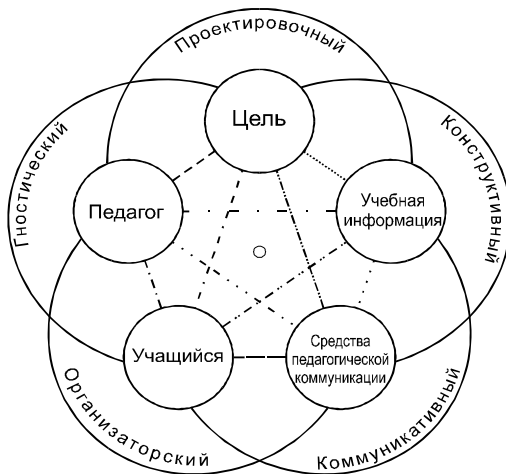 Проектировочный
Гностический
Конструктивный
Цель
Педагог
Учебная
информация
Учащийся
Средства
педагогической
коммуникации
Организаторский
Коммуникативный